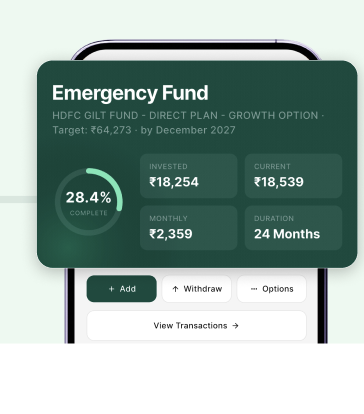 Emergency Fund
HDFC GILT FUND - DIRECT PLAN - GROWTH OPTION ·
Target: ₹64,273 · by December 2027
28.4%
COMPLETE
INVESTED
₹18,254
CURRENT
₹18,539
MONTHLY
₹2,359
DURATION
24 Months
+ Add
↑ Withdraw
··· Options
View Transactions →